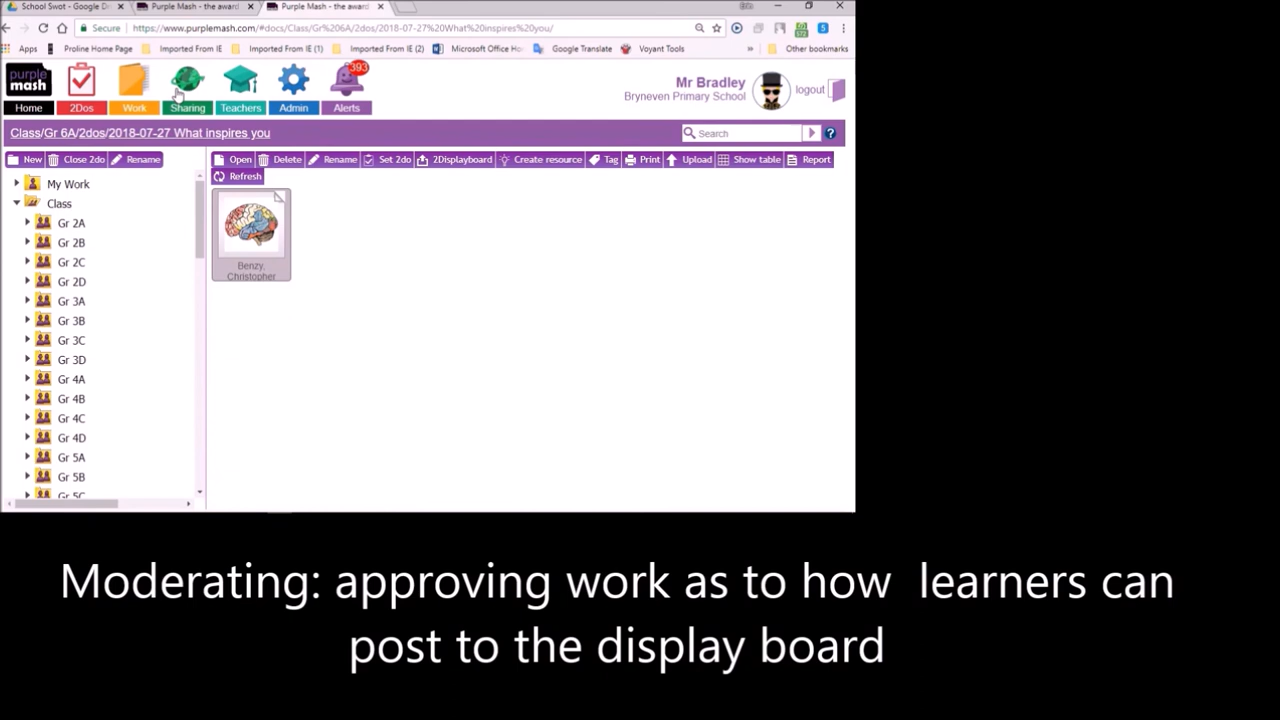 School Swot - Google D
Purple Mash - the award
Purple Mash - the award
Secure
https://www.purplemash.com/#docs/Class/Gr%206A/2dos/2018-07-27%20What%20inspires%20you/
Apps
Proline Home Page
Imported From IE
Imported From IE (1)
Imported From IE (2)
Microsoft Office Ho
Google Translate
Voyant Tools
»
Other bookmarks
purple
mash
393
Home
2Dos
Work
Sharing
Teachers
Admin
Alerts
Mr Bradley
Bryneven Primary School
logout
Class/Gr 6A/2dos/2018-07-27 What inspires you
Search
?
New
Close 2do
Rename
Open
Delete
Rename
Set 2do
2Displayboard
Create resource
Tag
Print
Upload
Show table
Report
Refresh
My Work
Class
Gr 2A
Gr 2B
Gr 2C
Gr 2D
Gr 3A
Gr 3B
Gr 3C
Gr 3D
Gr 4A
Gr 4B
Gr 4C
Gr 4D
Gr 5A
Gr 5B
Gr 5C
Benzy,
Christopher
Moderating: approving work as to how  learners can
post to the display board